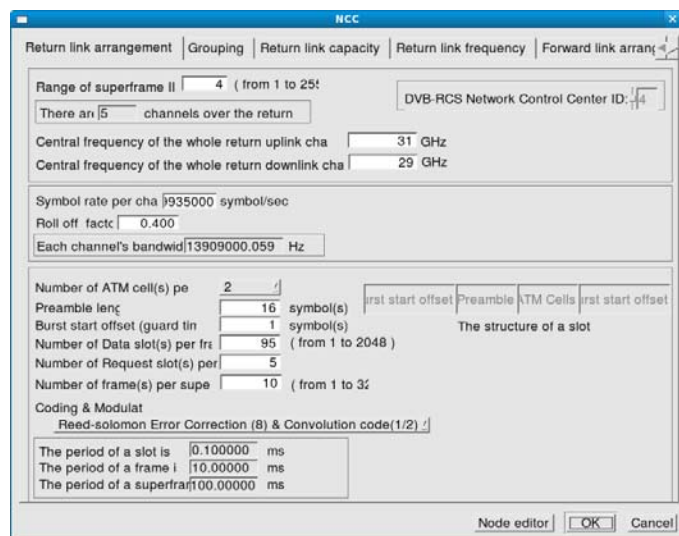 NCC
Return link arrangement Grouping Return link capacity Return link frequency Forward link arrang
Range of superframe II 4 ( from 1 to 25
There ar 5 channels over the return
DVB-RCS Network Control Center ID: 4
Central frequency of the whole return uplink cha 31 GHz
Central frequency of the whole return downlink cha 29 GHz
Symbol rate per cha 9935000 symbol/sec
Roll off factc 0.400
Each channel's bandwid 13909000.059 Hz
Number of ATM cell(s) pe 2
Preamble leng 16 symbol(s)
Burst start offset (guard tin 1 symbol(s)
Number of Data slot(s) per fra 95 ( from 1 to 2048 )
Number of Request slot(s) per 5
Number of frame(s) per supe 10 ( from 1 to 32
urst start offset Preamble ATM Cells urst start offset
The structure of a slot
Coding & Modulat
Reed-solomon Error Correction (8) & Convolution code(1/2)
The period of a slot is 0.100000 ms
The period of a frame i 10.00000 ms
The period of a superfrar 100.00000 ms
Node editor OK Cancel